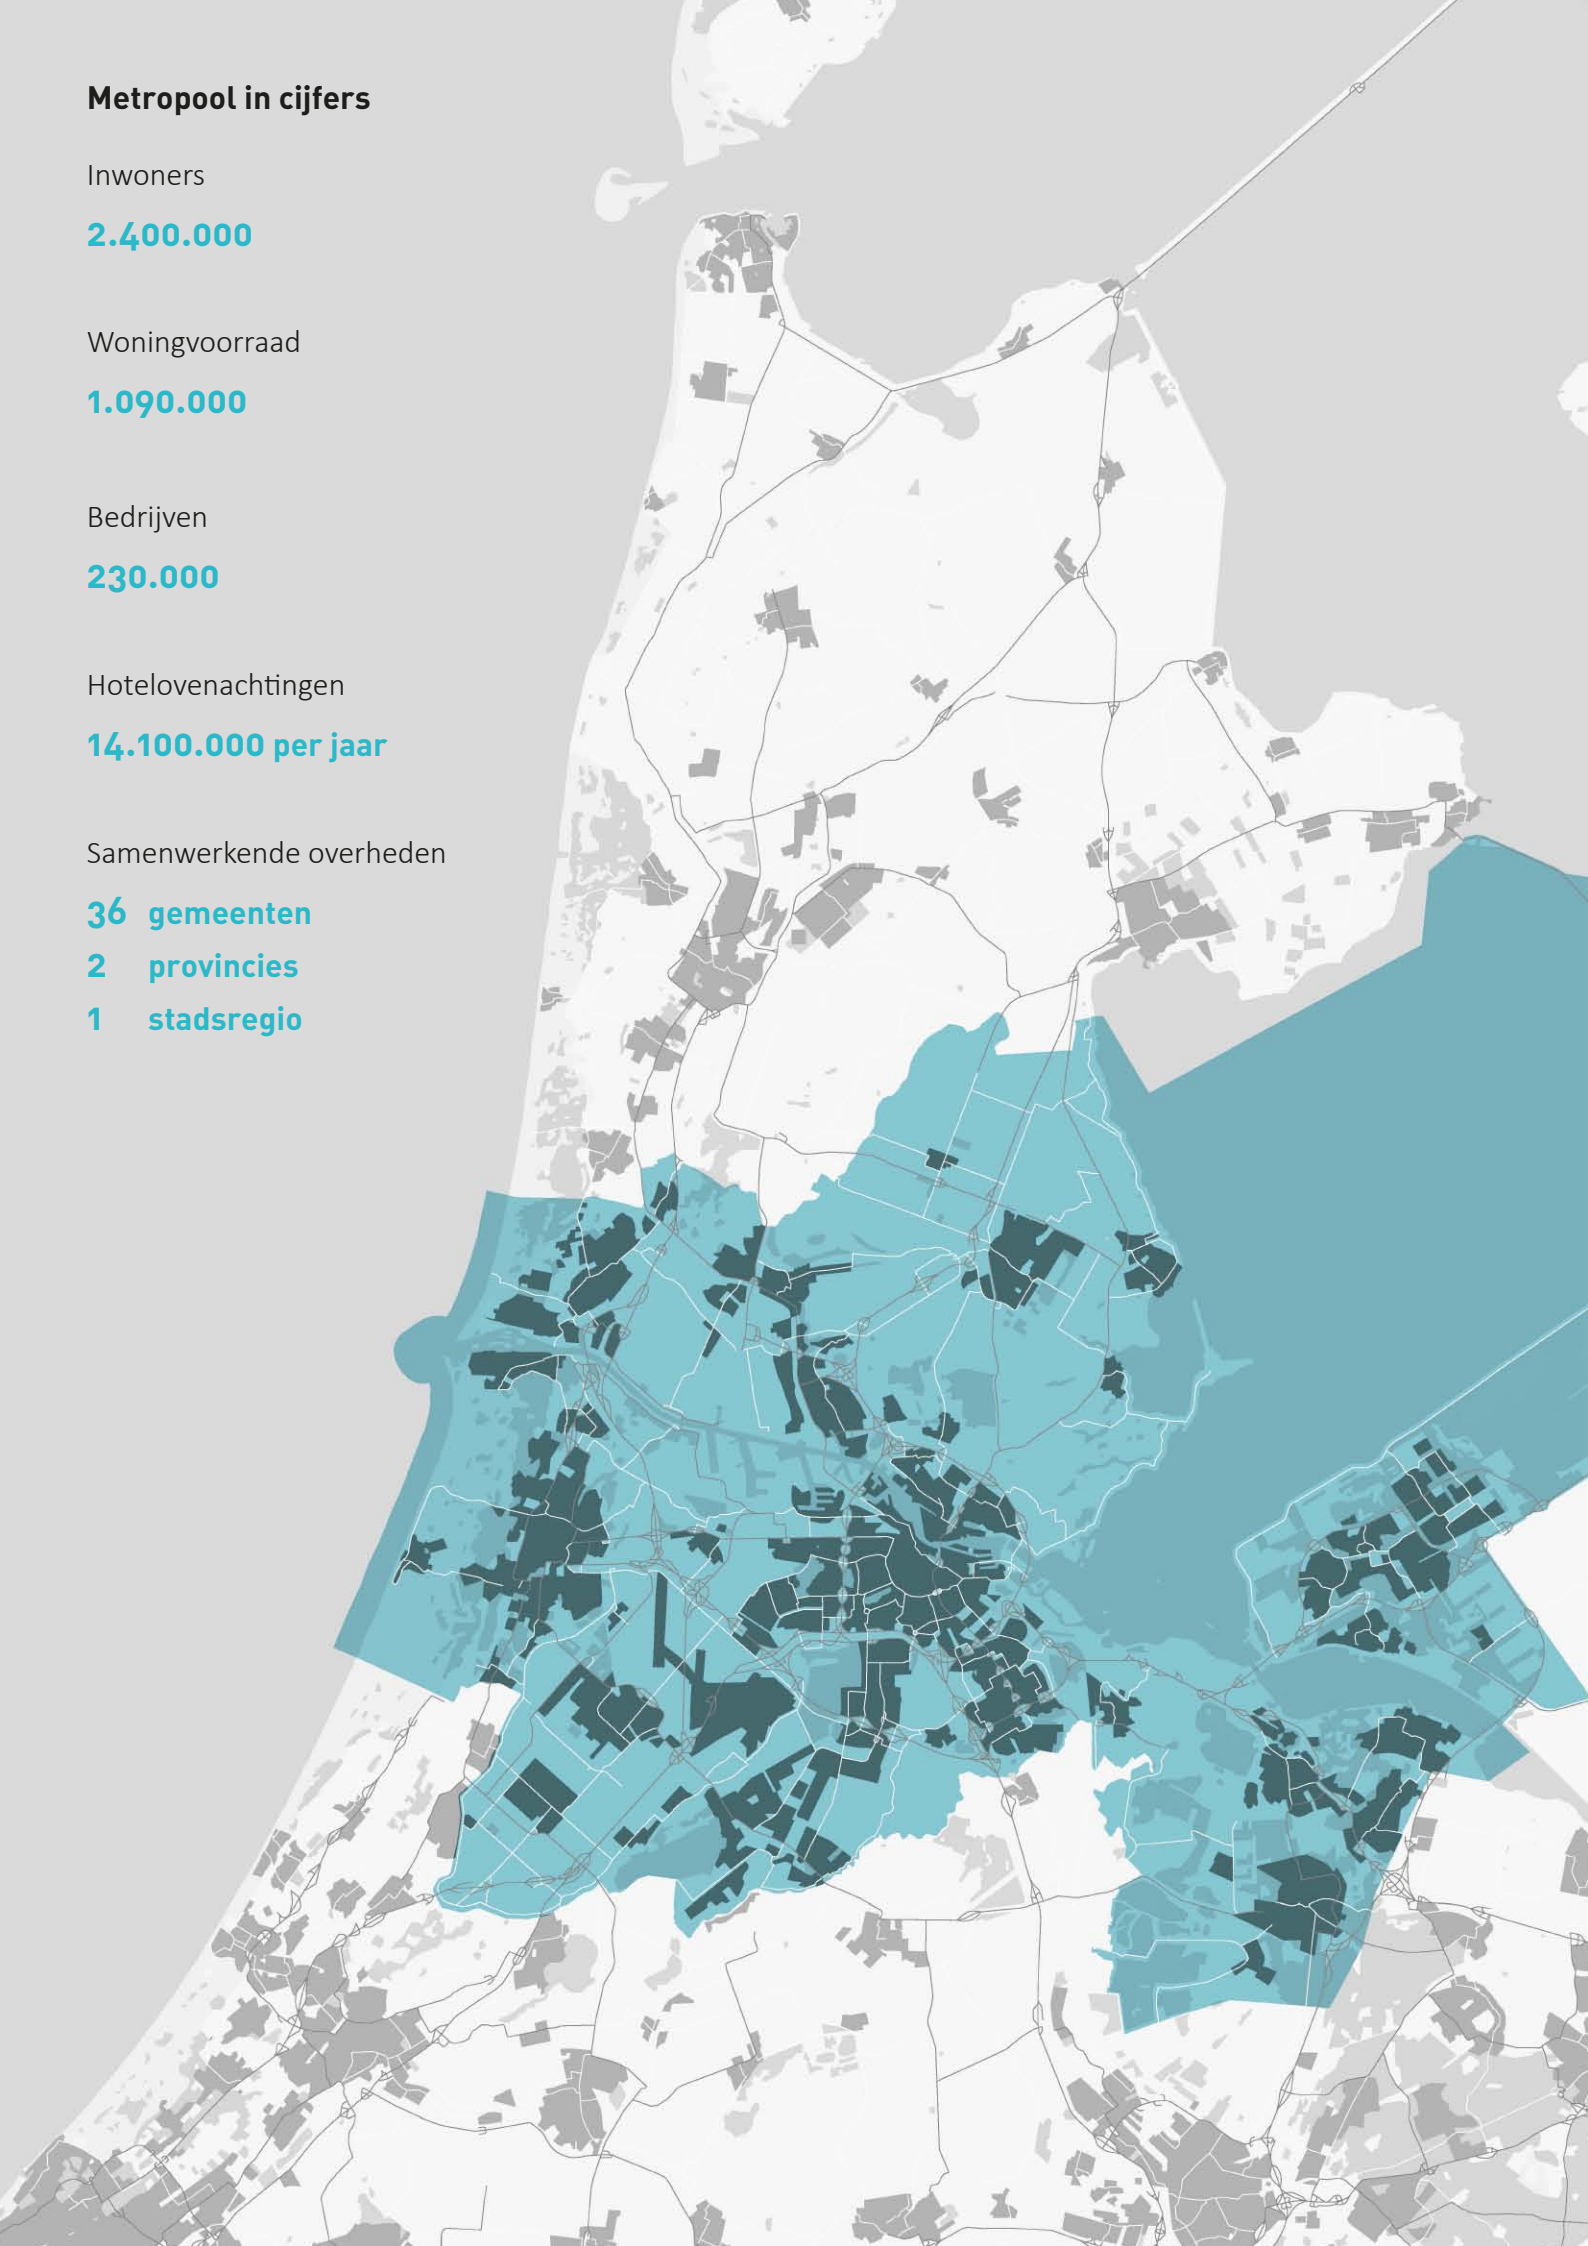 Metropool in cijfers
Inwoners
2.400.000
Woningvoorraad
1.090.000
Bedrijven
230.000
Hotelovenachtingen
14.100.000 per jaar
Samenwerkende overheden
36 gemeenten
2 provincies
1 stadsregio